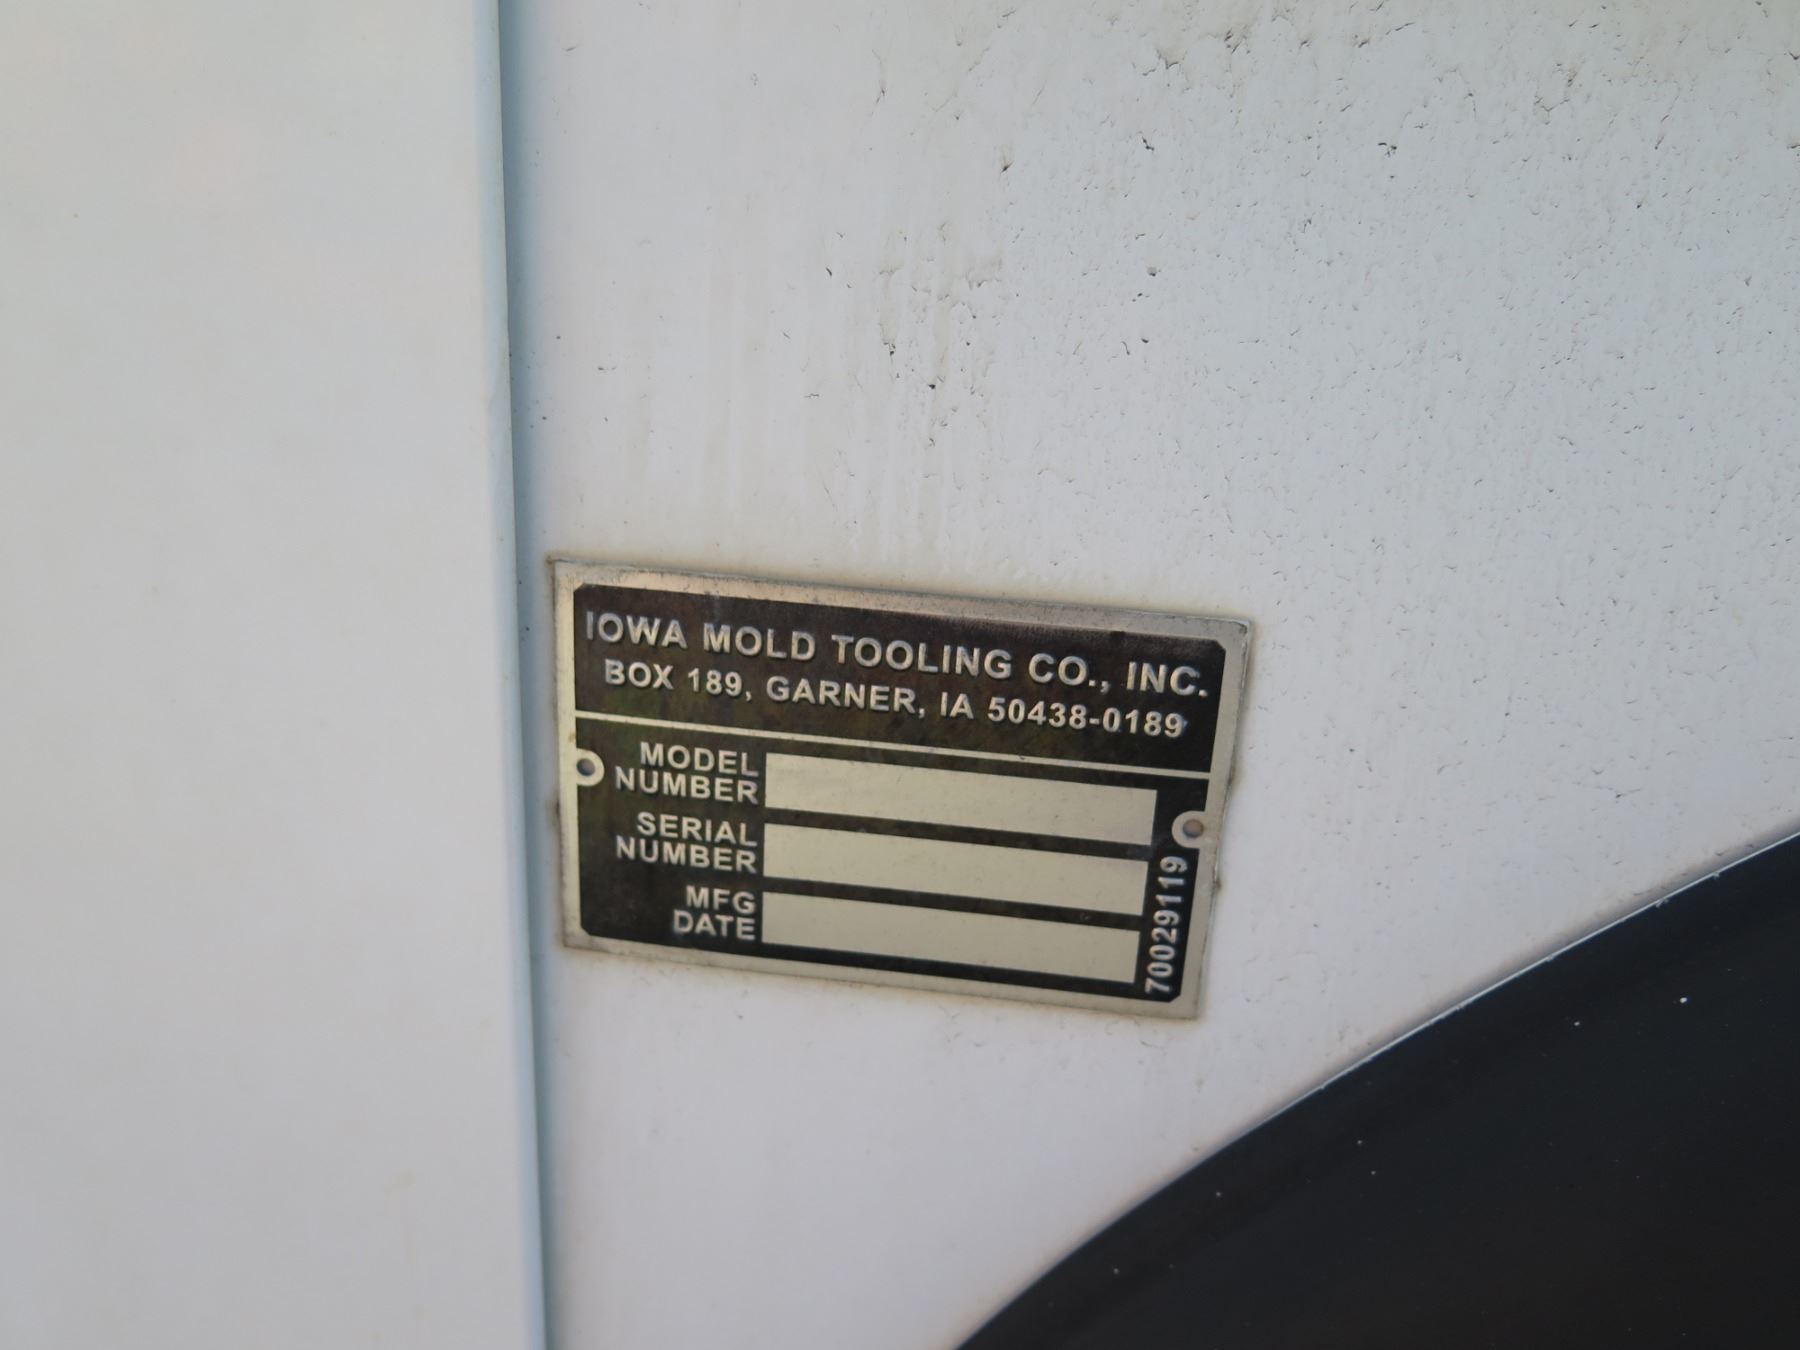 IOWA MOLD TOOLING CO., INC.
BOX 189, GARNER, IA 50438-0189
MODEL
NUMBER
SERIAL
NUMBER
MFG
DATE
70029119